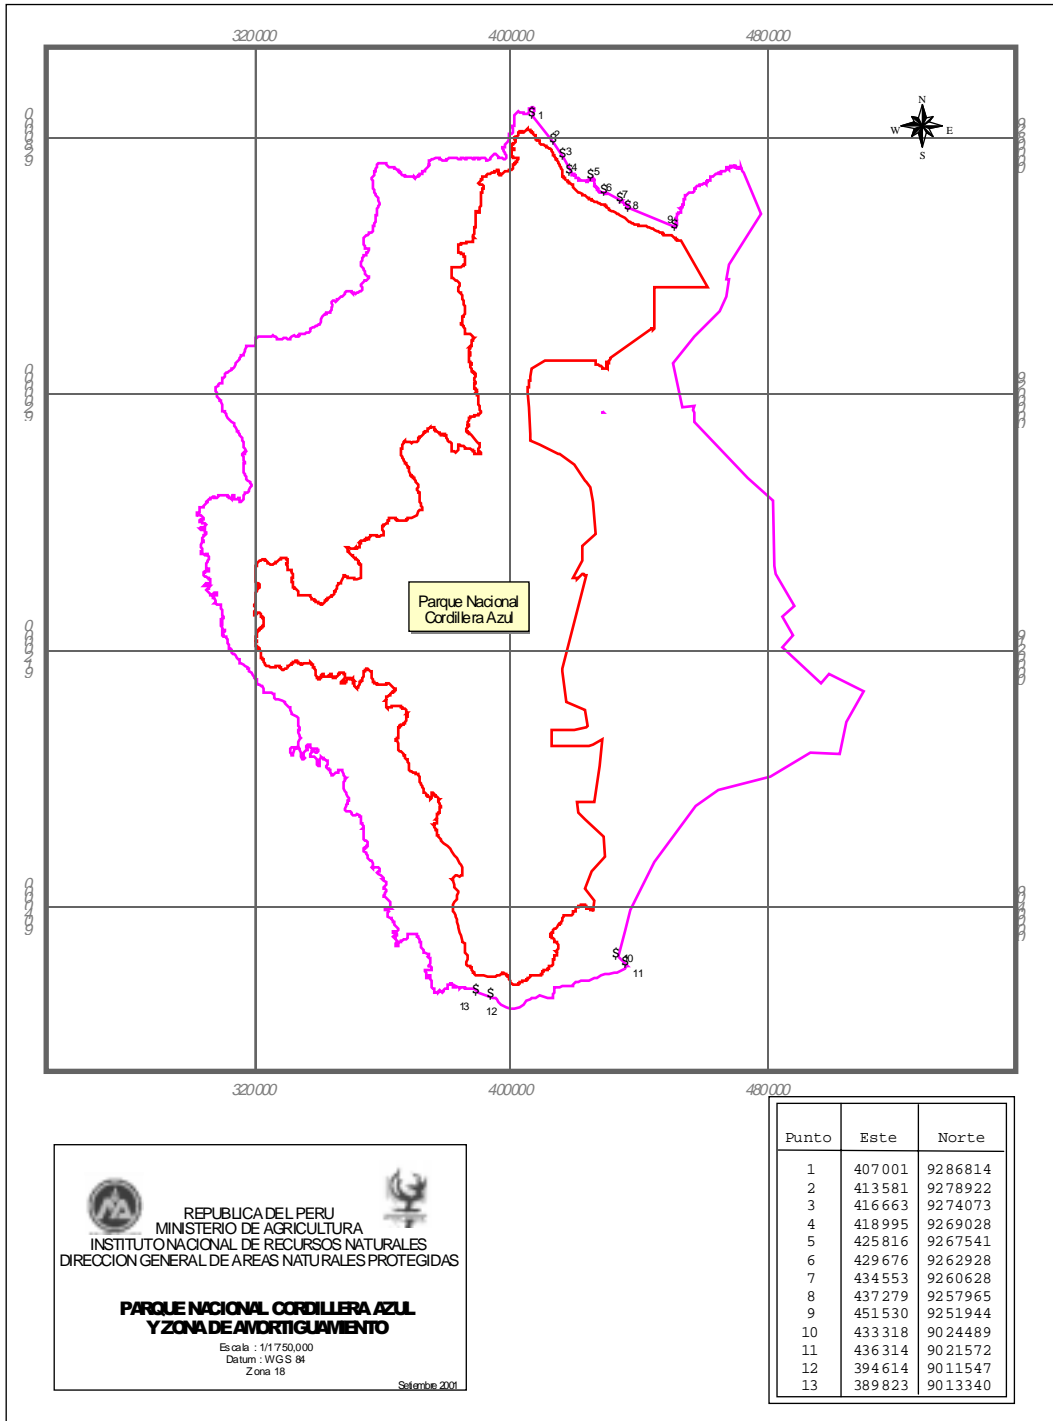 320000 400000 480000
N
W E
S
$ 1
2
$ 3
$ 4
$ 5
$ 6
$ 7
$ 8
9 $
Parque Nacional
Cordillera Azul
$
$ 10
11
13 $
$ 12
320000 400000 480000
Punto Este Norte
1 407001 9286814
2 413581 9278922
3 416663 9274073
4 418995 9269028
5 425816 9267541
6 429676 9262928
7 434553 9260628
8 437279 9257965
9 451530 9251944
10 433318 9024489
11 436314 9021572
12 394614 9011547
13 389823 9013340
REPUBLICA DEL PERU
MINISTERIO DE AGRICULTURA
INSTITUTO NACIONAL DE RECURSOS NATURALES
DIRECCION GENERAL DE AREAS NATURALES PROTEGIDAS
PARQUE NACIONAL CORDILLERA AZUL
Y ZONA DE AMORTIGUAMIENTO
Escala : 1/1'750,000
Datum : WGS 84
Zona 18
Setiembre 2001